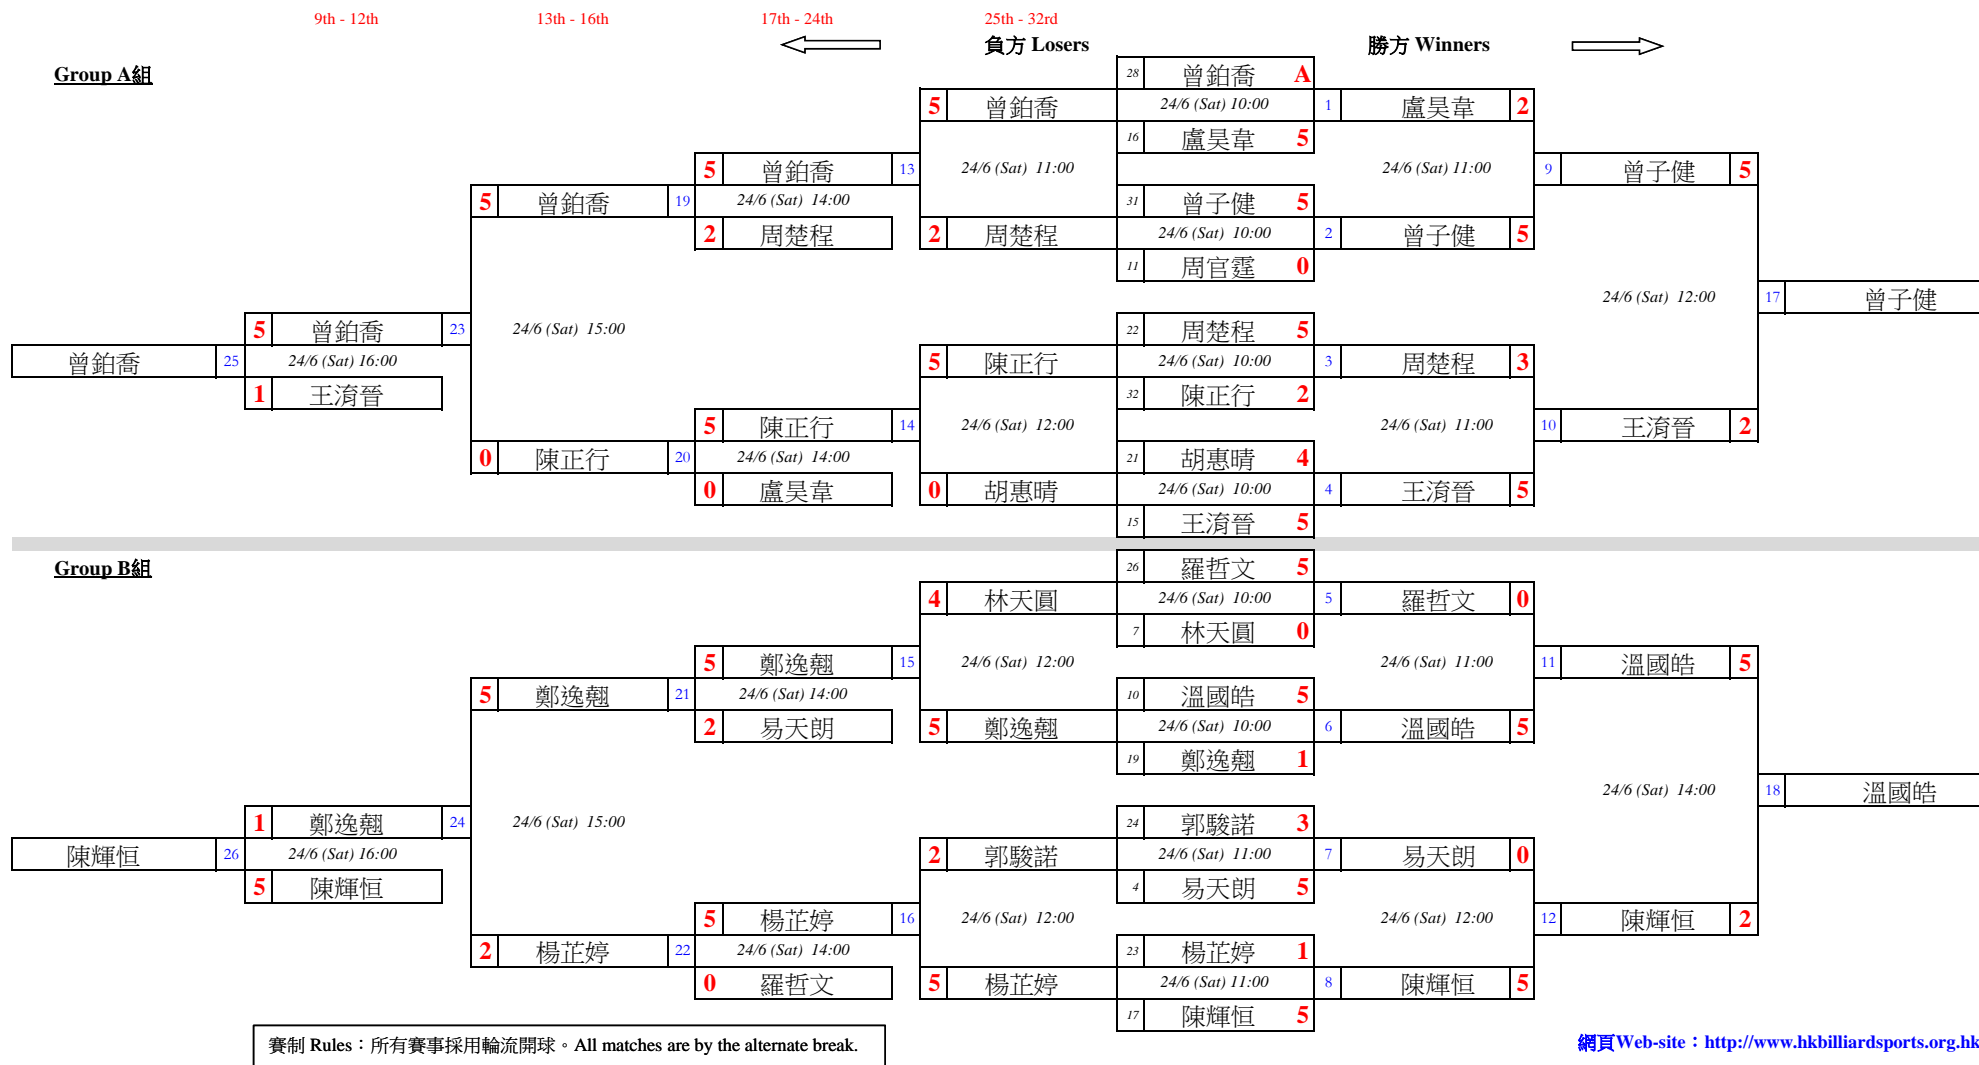 9th - 12th 13th - 16th 17th - 24th 25th - 32rd
負方 Losers 勝方 Winners
Group A組
28 曾鉑喬 A
5 曾鉑喬 24/6 (Sat) 10:00 1 盧昊韋 2
16 盧昊韋 5
5 曾鉑喬 13 24/6 (Sat) 11:00 24/6 (Sat) 11:00 9 曾子健 5
5 曾鉑喬 19 24/6 (Sat) 14:00 31 曾子健 5
2 周楚程 2 周楚程 24/6 (Sat) 10:00 2 曾子健 5
11 周官霆 0
24/6 (Sat) 12:00 17 曾子健
5 曾鉑喬 23 24/6 (Sat) 15:00 22 周楚程 5
曾鉑喬 25 24/6 (Sat) 16:00 5 陳正行 24/6 (Sat) 10:00 3 周楚程 3
1 王淯晉 32 陳正行 2
5 陳正行 14 24/6 (Sat) 12:00 24/6 (Sat) 11:00 10 王淯晉 2
0 陳正行 20 24/6 (Sat) 14:00 21 胡惠晴 4
0 盧昊韋 0 胡惠晴 24/6 (Sat) 10:00 4 王淯晉 5
15 王淯晉 5
Group B組
26 羅哲文 5
4 林天圓 24/6 (Sat) 10:00 5 羅哲文 0
7 林天圓 0
5 鄭逸翹 15 24/6 (Sat) 12:00 24/6 (Sat) 11:00 11 溫國皓 5
5 鄭逸翹 21 24/6 (Sat) 14:00 10 溫國皓 5
2 易天朗 5 鄭逸翹 24/6 (Sat) 10:00 6 溫國皓 5
19 鄭逸翹 1
24/6 (Sat) 14:00 18 溫國皓
1 鄭逸翹 24 24/6 (Sat) 15:00 24 郭駿諾 3
陳輝恒 26 24/6 (Sat) 16:00 2 郭駿諾 24/6 (Sat) 11:00 7 易天朗 0
5 陳輝恒 4 易天朗 5
5 楊芷婷 16 24/6 (Sat) 12:00 24/6 (Sat) 12:00 12 陳輝恒 2
2 楊芷婷 22 24/6 (Sat) 14:00 23 楊芷婷 1
0 羅哲文 5 楊芷婷 24/6 (Sat) 11:00 8 陳輝恒 5
17 陳輝恒 5
賽制 Rules：所有賽事採用輪流開球。All matches are by the alternate break.
網頁Web-site：http://www.hkbilliardsports.org.hk